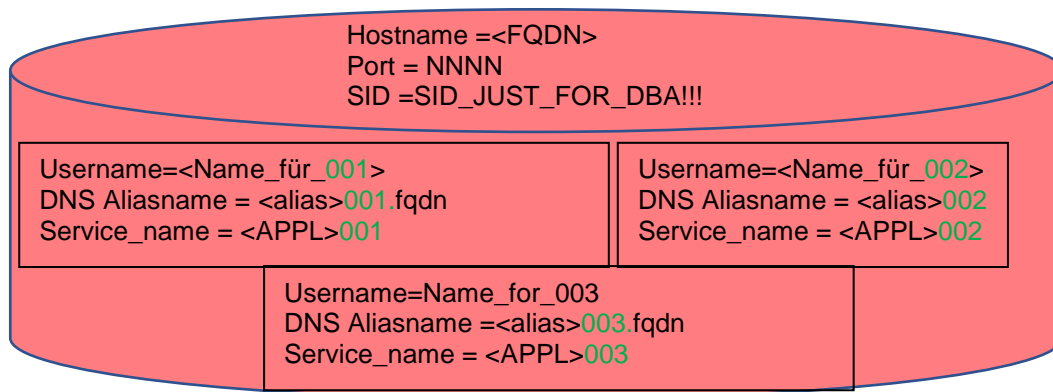 Hostname =<FQDN>
Port = NNNN
SID =SID_JUST_FOR_DBA!!!
Username=<Name_für_001>
DNS Aliasname = <alias>001.fqdn
Service_name = <APPL>001
Username=<Name_für_002>
DNS Aliasname = <alias>002
Service_name = <APPL>002
Username=Name_for_003
DNS Aliasname =<alias>003.fqdn
Service_name = <APPL>003